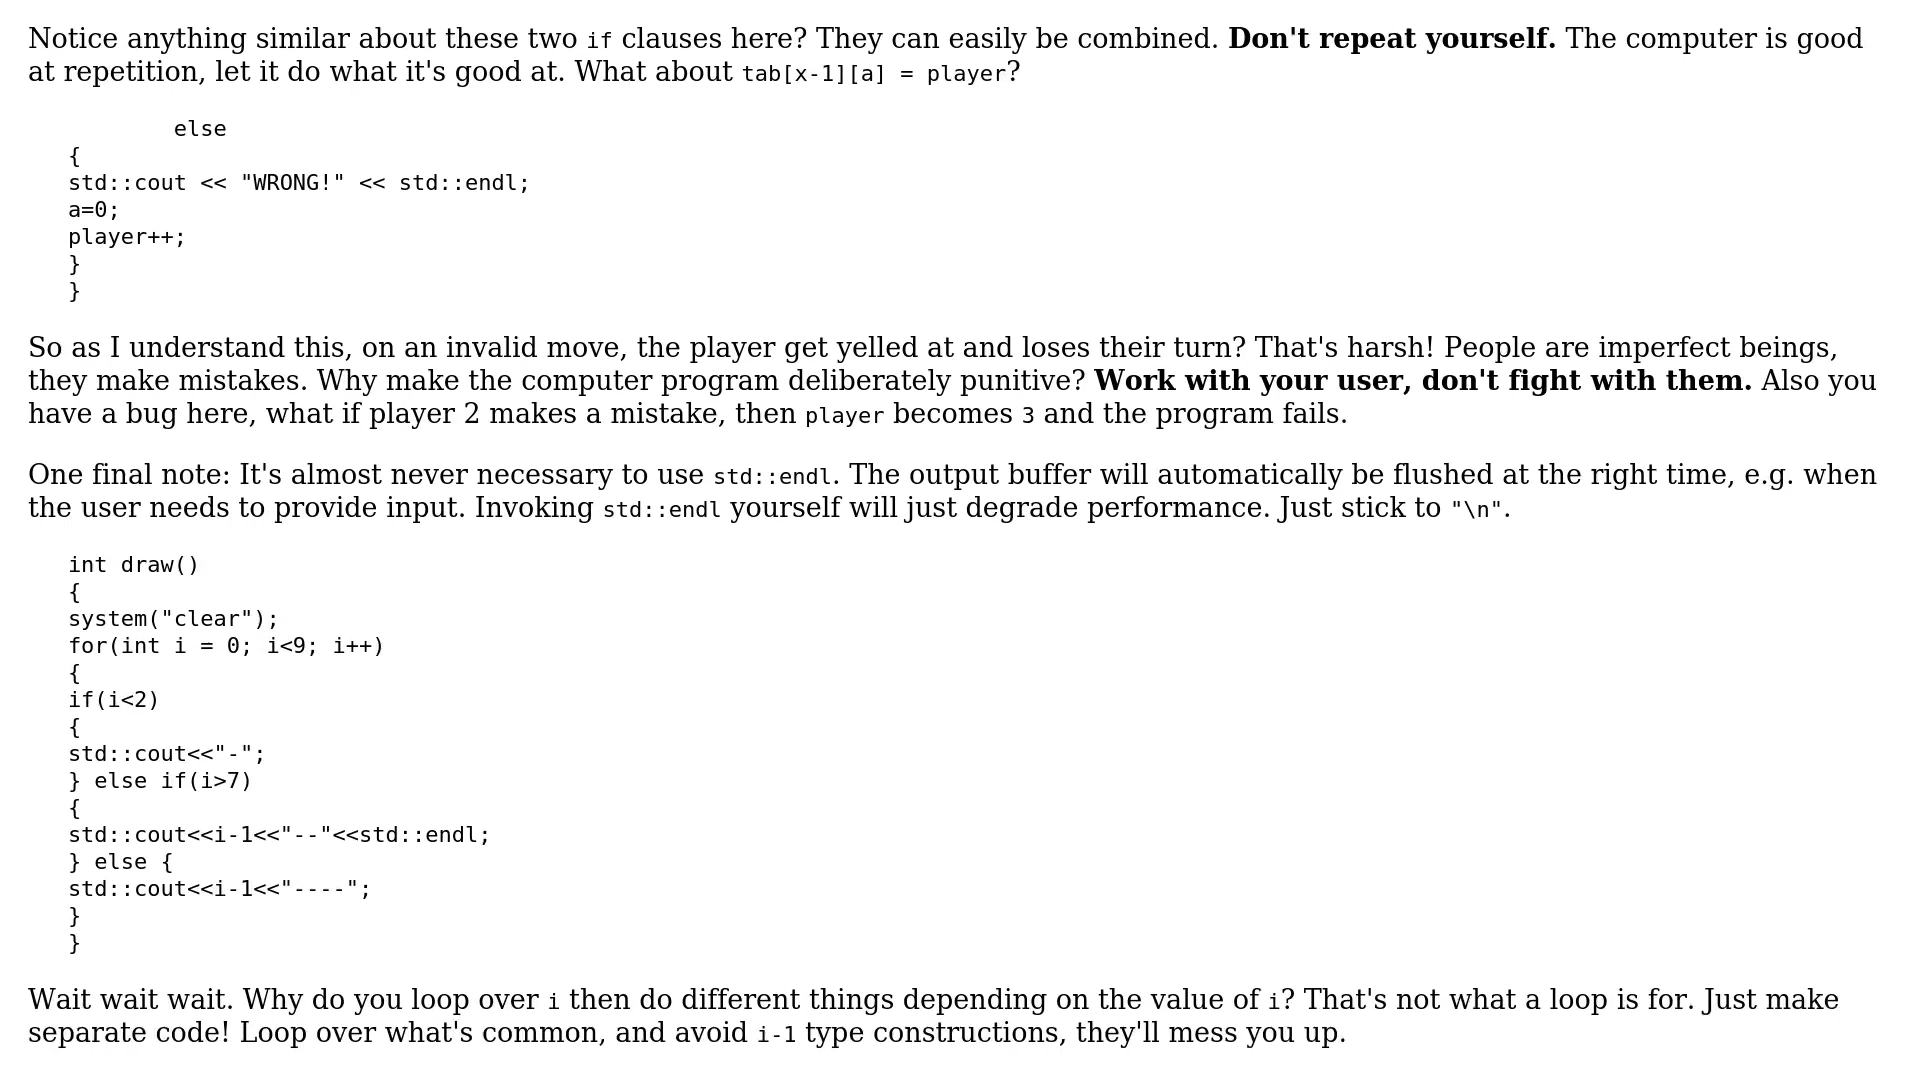 Notice anything similar about these two if clauses here? They can easily be combined. Don't repeat yourself. The computer is good
at repetition, let it do what it's good at. What about tab[x-1][a] = player?
else
{
std::cout << "WRONG!" << std::endl;
a=0;
player++;
}
}
So as I understand this, on an invalid move, the player get yelled at and loses their turn? That's harsh! People are imperfect beings,
they make mistakes. Why make the computer program deliberately punitive? Work with your user, don't fight with them. Also you
have a bug here, what if player 2 makes a mistake, then player becomes 3 and the program fails.
One final note: It's almost never necessary to use std::endl. The output buffer will automatically be flushed at the right time, e.g. when
the user needs to provide input. Invoking std::endl yourself will just degrade performance. Just stick to "\n".
int draw()
{
system("clear");
for(int i = 0; i<9; i++)
{
if(i<2)
{
std::cout<<"-";
} else if(i>7)
{
std::cout<<i-1<<"--"<<std::endl;
} else {
std::cout<<i-1<<"----";
}
}
Wait wait wait. Why do you loop over i then do different things depending on the value of i? That's not what a loop is for. Just make
separate code! Loop over what's common, and avoid i-1 type constructions, they'll mess you up.